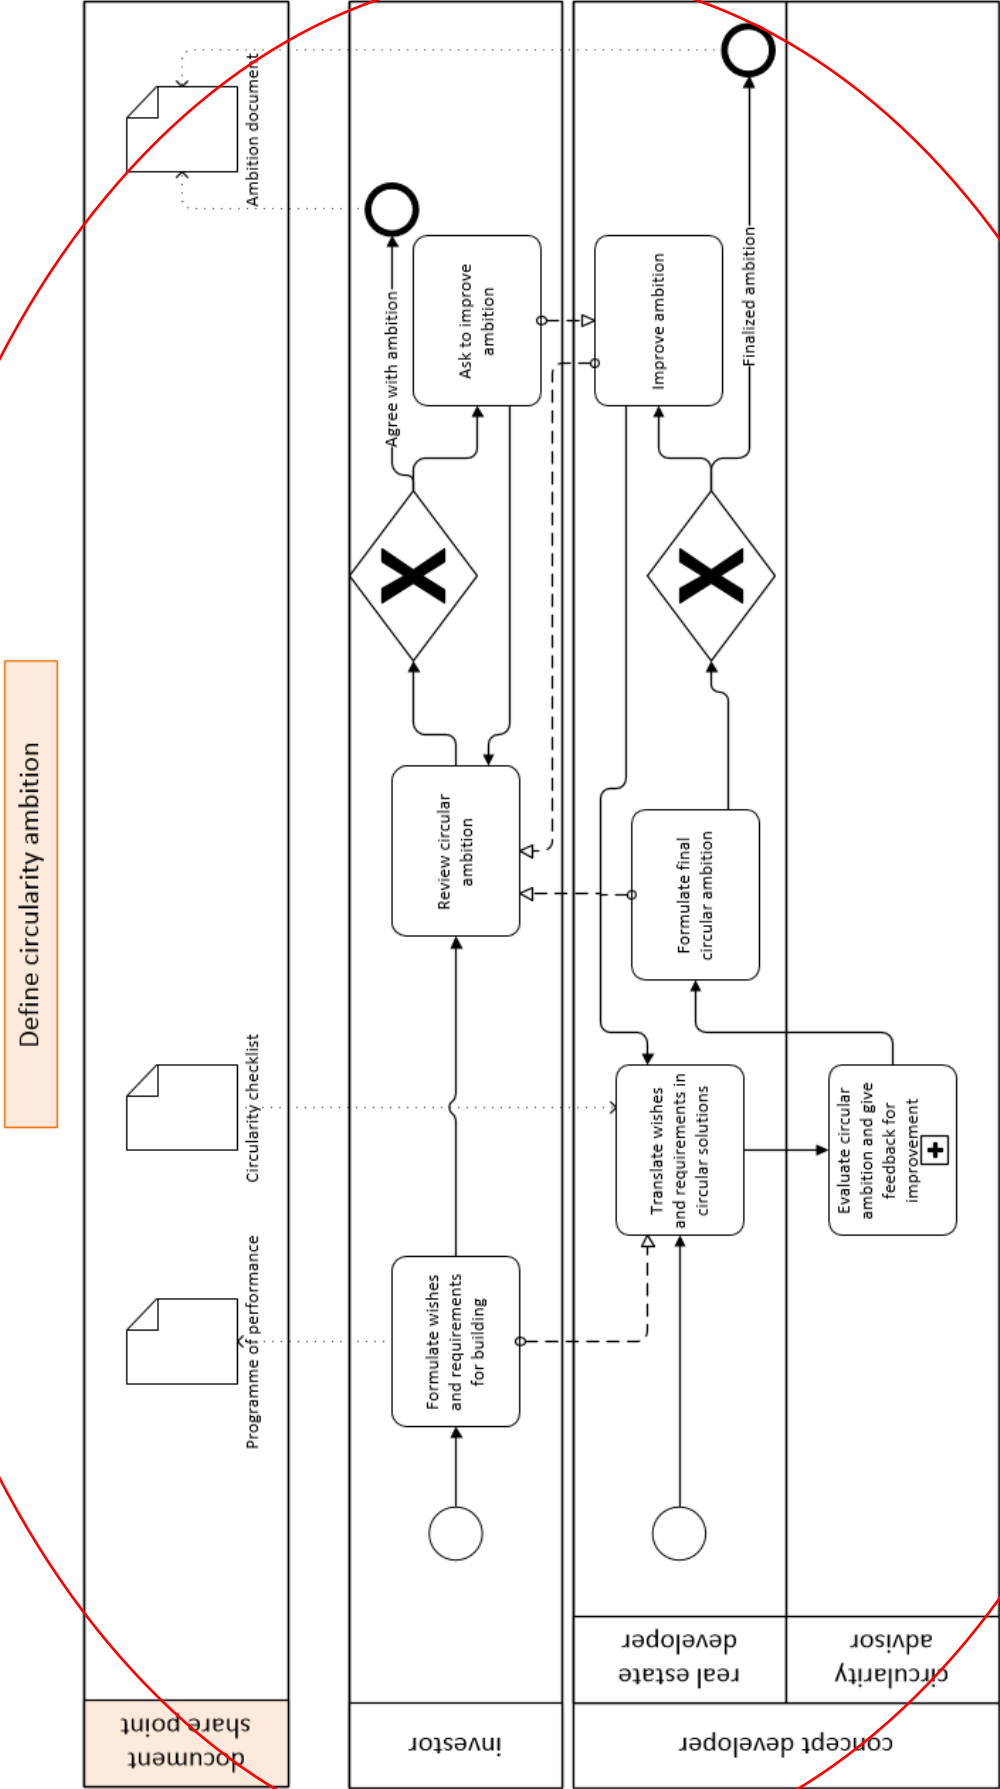 Define circularity ambition
document
share point
Programme of performance
Circularity checklist
Ambition document
investor
Formulate wishes
and requirements
for building
Review circular
ambition
Agree with ambition
Ask to improve
ambition
concept developer
real estate
developer
Translate wishes
and requirements in
circular solutions
Formulate final
circular ambition
Improve ambition
Finalized ambition
circularity
advisor
Evaluate circular
ambition and give
feedback for
improvement